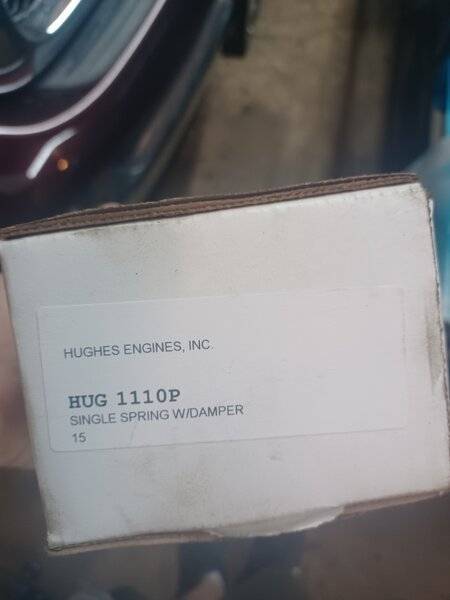 HUGHES ENGINES, INC.
HUG 1110P
SINGLE SPRING W/DAMPER
15